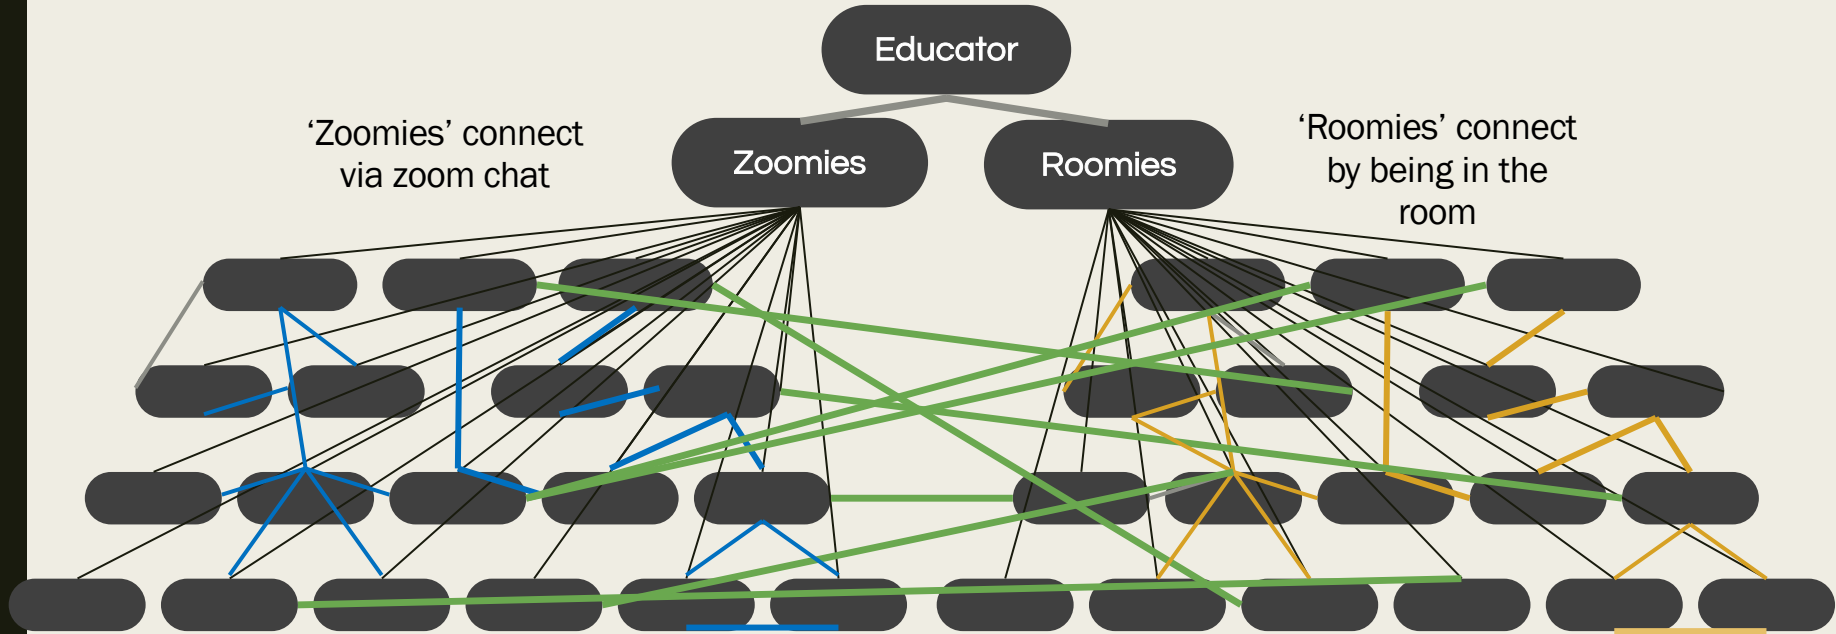 Educator
‘Zoomies’ connect
via zoom chat
Zoomies
Roomies
‘Roomies’ connect
by being in the
room